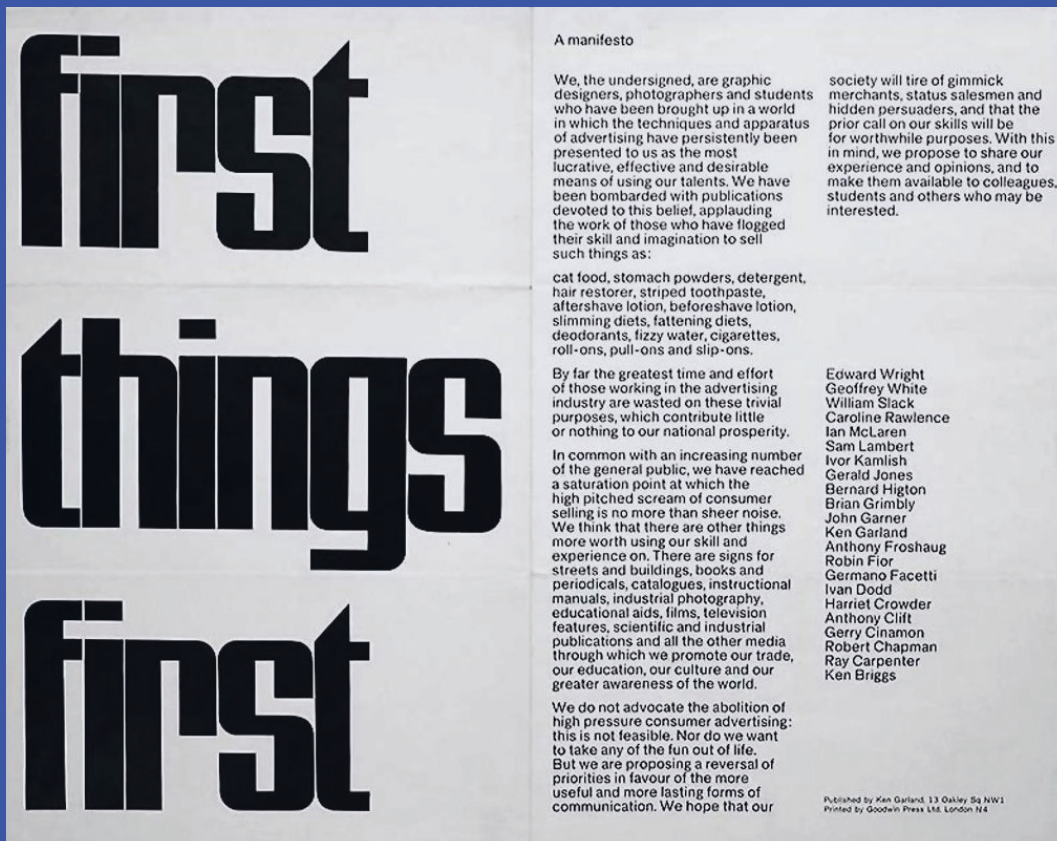 first
things
first
A manifesto
We, the undersigned, are graphic
designers, photographers and students
who have been brought up in a world
in which the techniques and apparatus
of advertising have persistently been
presented to us as the most
lucrative, effective and desirable
means of using our talents. We have
been bombarded with publications
devoted to this belief, applauding
the work of those who have flogged
their skill and imagination to sell
such things as:
cat food, stomach powders, detergent,
hair restorer, striped toothpaste,
aftershave lotion, beforeshave lotion,
slimming diets, fattening diets,
deodorants, fizzy water, cigarettes,
roll-ons, pull-ons and slip-ons.
By far the greatest time and effort
of those working in the advertising
industry are wasted on these trivial
purposes, which contribute little
or nothing to our national prosperity.
In common with an increasing number
of the general public, we have reached
a saturation point at which the
high pitched scream of consumer
selling is no more than sheer noise.
We think that there are other things
more worth using our skill and
experience on. There are signs for
streets and buildings, books and
periodicals, catalogues, instructional
manuals, industrial photography,
educational aids, films, television
features, scientific and industrial
publications and all the other media
through which we promote our trade,
our education, our culture and our
greater awareness of the world.
We do not advocate the abolition of
high pressure consumer advertising:
this is not feasible. Nor do we want
to take any of the fun out of life.
But we are proposing a reversal of
priorities in favour of the more
useful and more lasting forms of
communication. We hope that our
society will tire of gimmick
merchants, status salesmen and
hidden persuaders, and that the
prior call on our skills will be
for worthwhile purposes. With this
in mind, we propose to share our
experience and opinions, and to
make them available to colleagues,
students and others who may be
interested.
Edward Wright
Geoffrey White
William Slack
Caroline Rawlence
Ian McLaren
Sam Lambert
Ivor Kamlish
Gerald Jones
Bernard Higton
Brian Grimbly
John Garner
Ken Garland
Anthony Froshaug
Robin Fior
Germano Facetti
Ivan Dodd
Harriet Crowder
Anthony Clift
Gerry Cinamon
Robert Chapman
Ray Carpenter
Ken Briggs
Published by Ken Garland, 13 Oakley Sq NW1
Printed by Goodwin Press Ltd. London N4